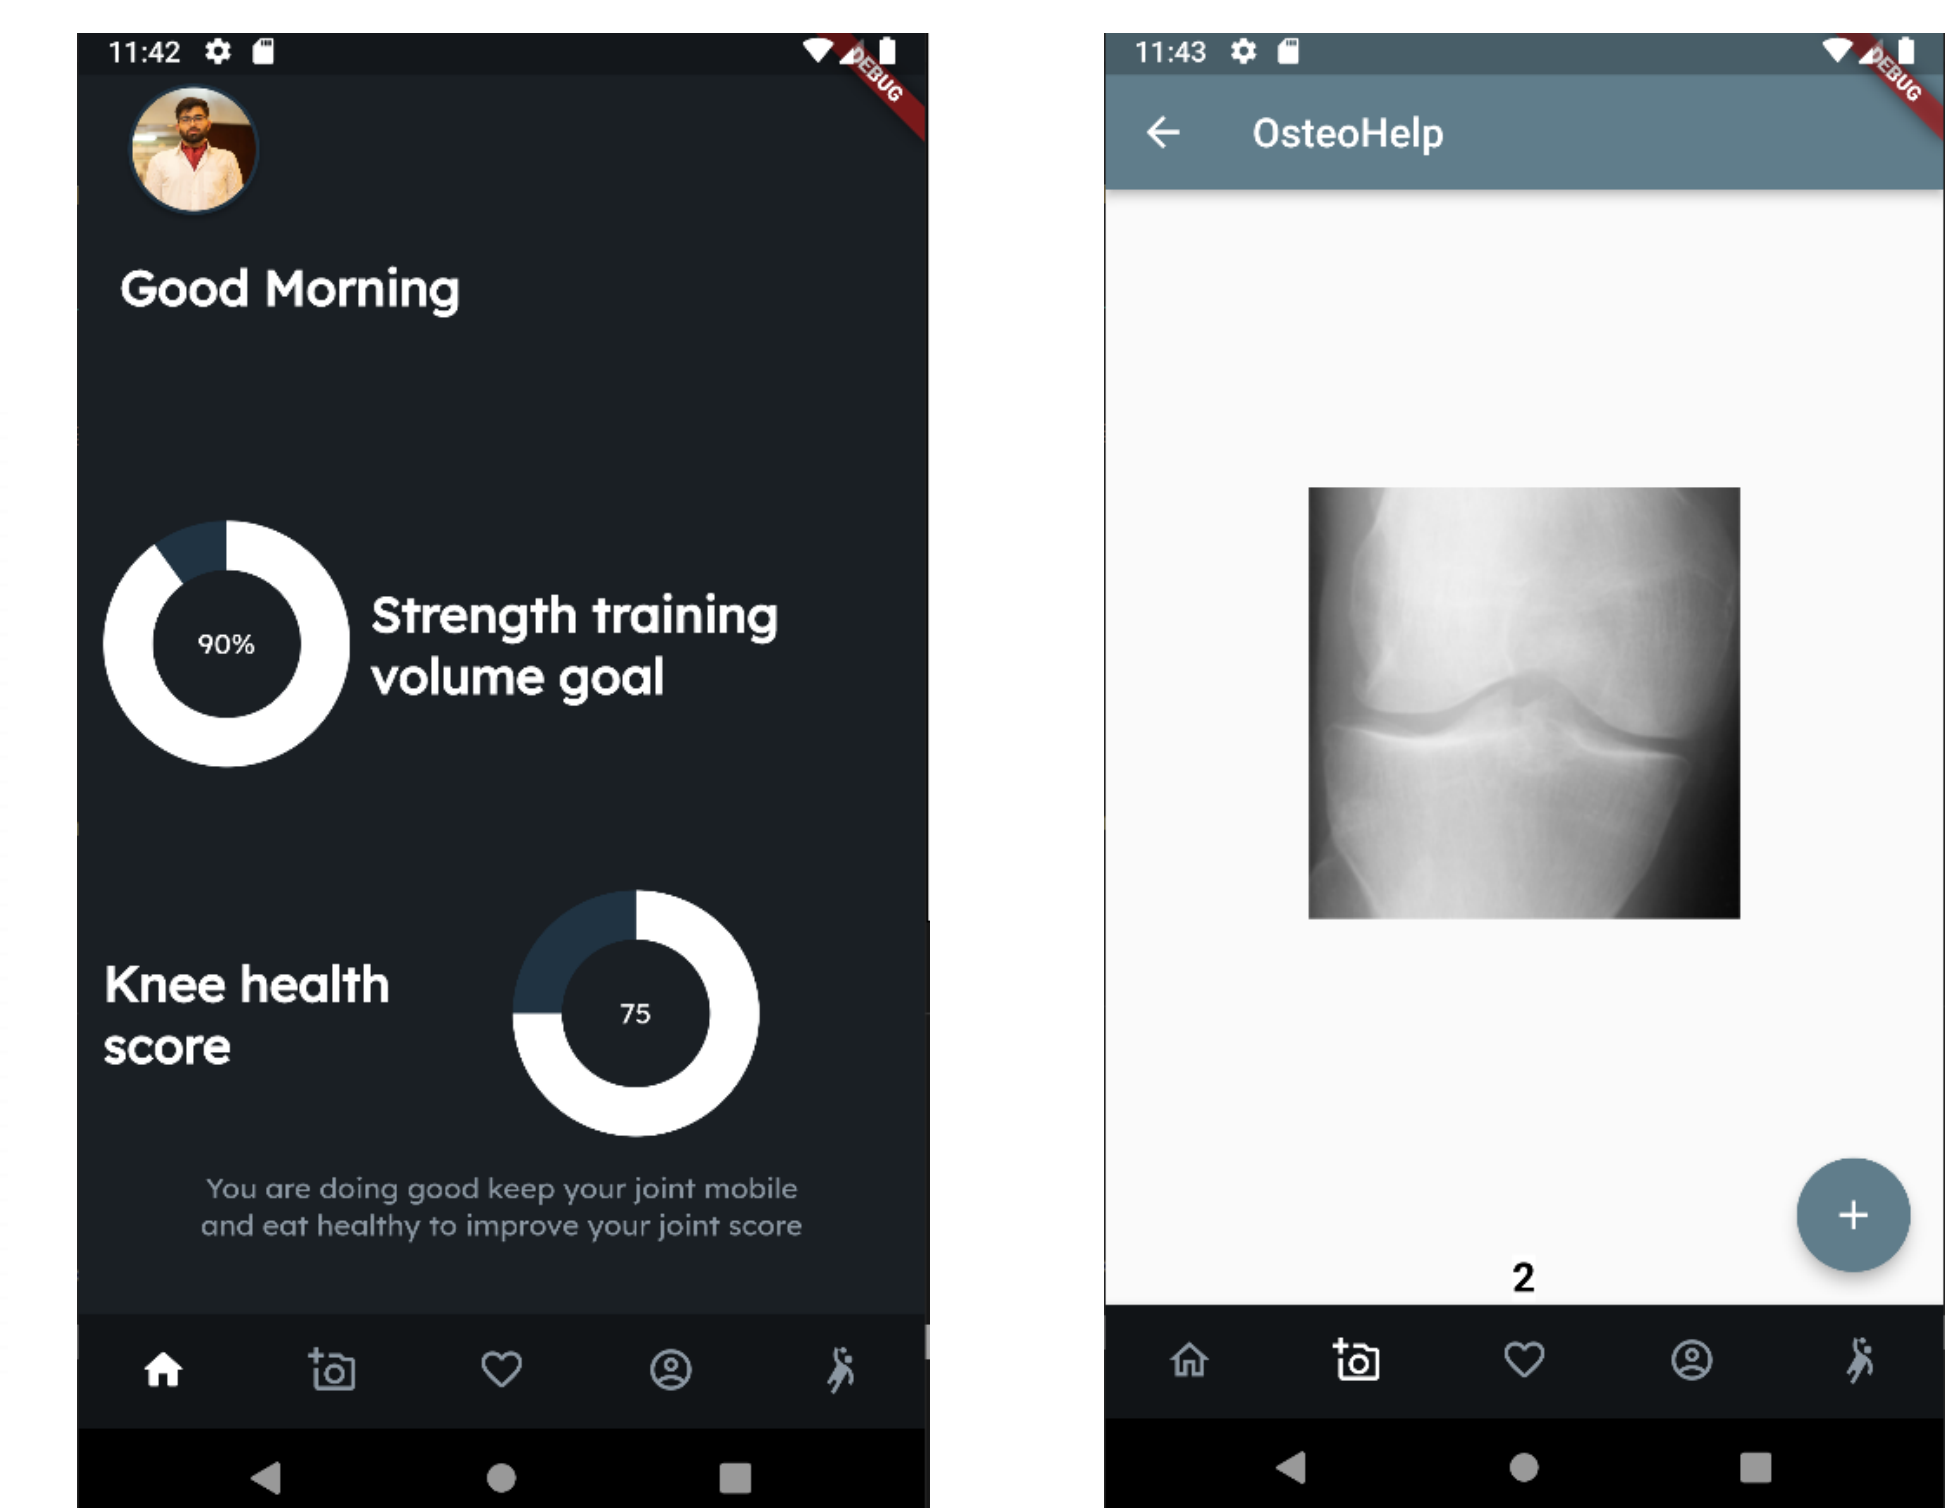 11:42
DEBUG
Good Morning
90%
Strength training
volume goal
Knee health
score
75
You are doing good keep your joint mobile
and eat healthy to improve your joint score
11:43
DEBUG
OsteoHelp
2